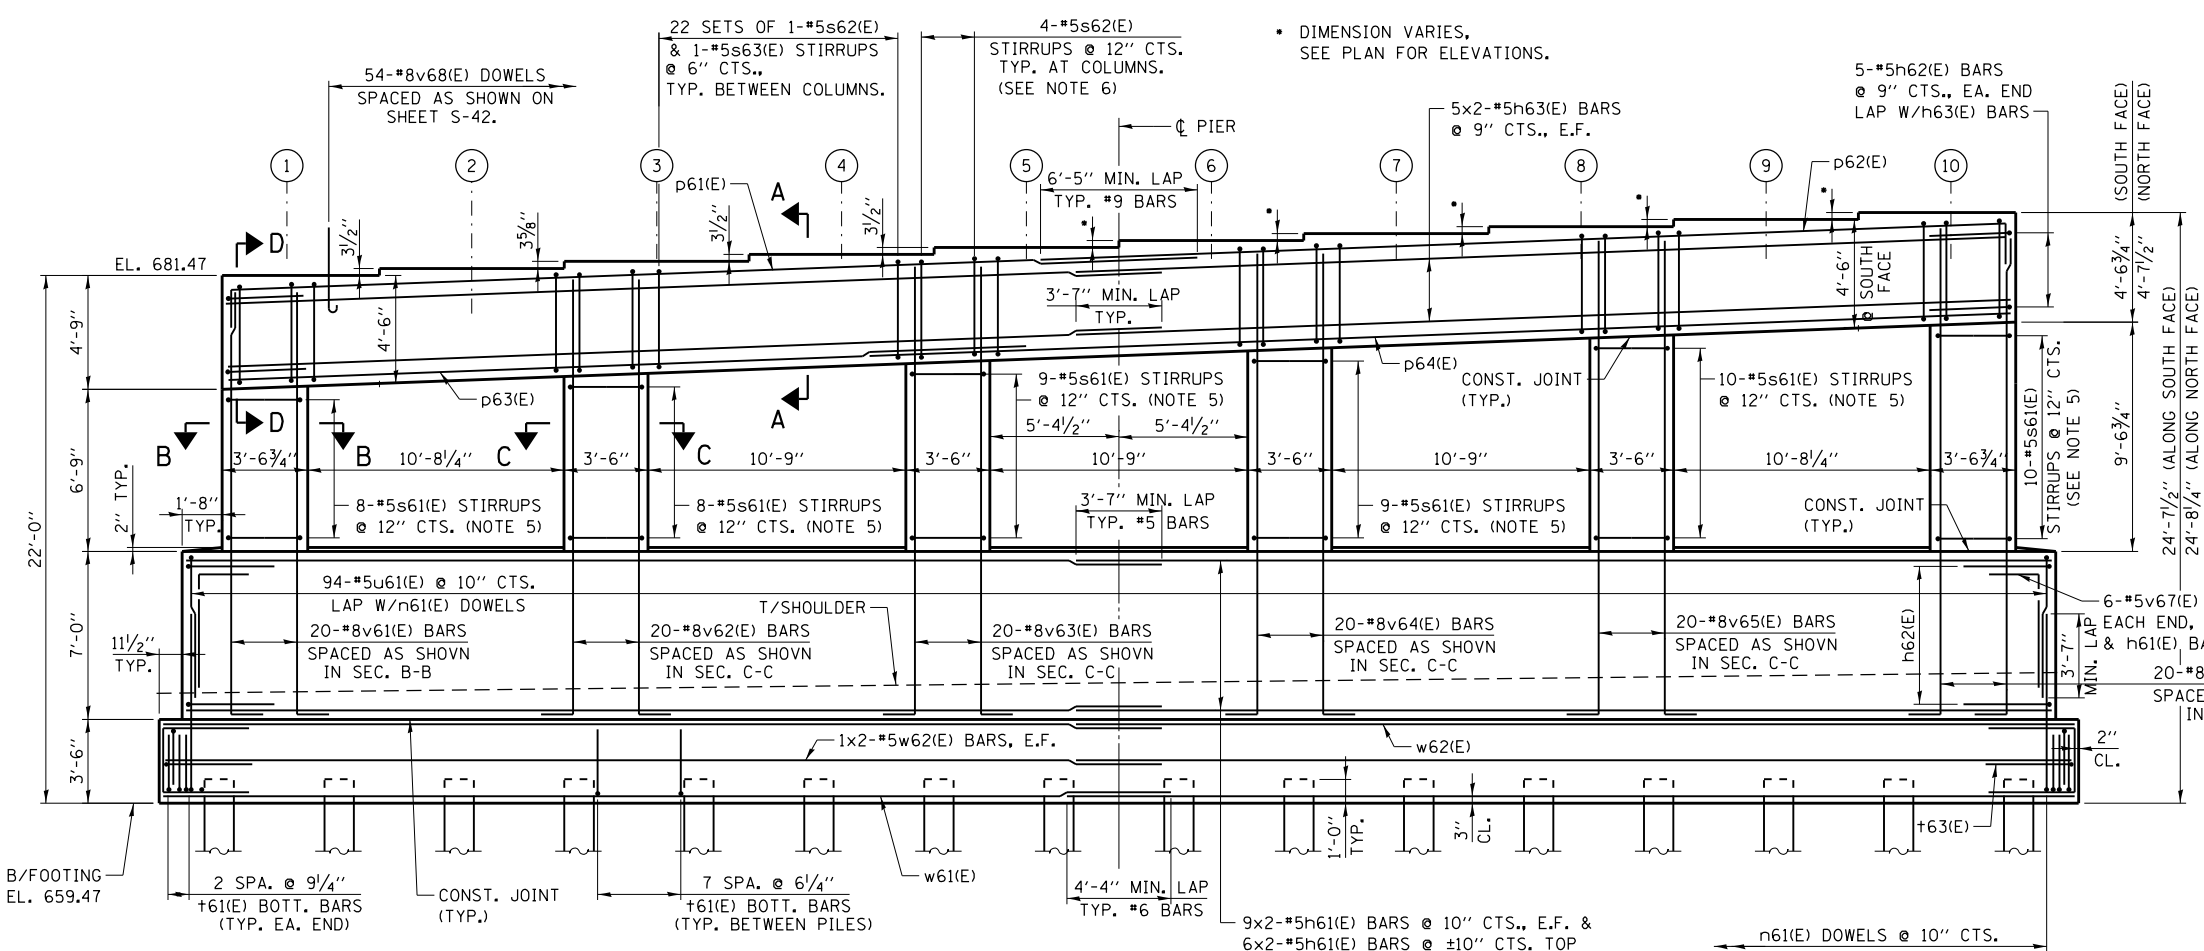 22 SETS OF 1-#5s62(E)
& 1-#5s63(E) STIRRUPS
@ 6'' CTS.,
TYP. BETWEEN COLUMNS.
4-#5s62(E)
STIRRUPS @ 12'' CTS.
TYP. AT COLUMNS.
(SEE NOTE 6)
* DIMENSION VARIES,
SEE PLAN FOR ELEVATIONS.
54-#8v68(E) DOWELS
SPACED AS SHOWN ON
SHEET S-42.
5-#5h62(E) BARS
@ 9'' CTS., EA. END
LAP W/h63(E) BARS
5x2-#5h63(E) BARS
@ 9'' CTS., E.F.
℄ PIER
(SOUTH FACE)
(NORTH FACE)
1
2
3
4
5
6
7
8
9
10
p61(E)
A
6'-5'' MIN. LAP
TYP. #9 BARS
p62(E)
D
3½''
3⅝''
3½''
3½''
*
*
*
*
*
EL. 681.47
4'-9''
4'-6''
3'-7'' MIN. LAP
TYP.
4'-6''
@ SOUTH
FACE
4'-6¾''
4'-7½''
p63(E)
p64(E)
CONST. JOINT
(TYP.)
9-#5s61(E) STIRRUPS
@ 12'' CTS. (NOTE 5)
10-#5s61(E) STIRRUPS
@ 12'' CTS. (NOTE 5)
10-#5s61(E)
STIRRUPS @ 12'' CTS.
(SEE NOTE 5)
D
A
B
B
C
C
5'-4½''
5'-4½''
6'-9''
3'-6¾''
10'-8¼''
3'-6''
10'-9''
3'-6''
10'-9''
3'-6''
10'-9''
3'-6''
10'-8¼''
3'-6¾''
9'-6¾''
24'-7½'' (ALONG SOUTH FACE)
24'-8¼'' (ALONG NORTH FACE)
22'-0''
2'' TYP.
1'-8''
TYP.
8-#5s61(E) STIRRUPS
@ 12'' CTS. (NOTE 5)
8-#5s61(E) STIRRUPS
@ 12'' CTS. (NOTE 5)
3'-7'' MIN. LAP
TYP. #5 BARS
9-#5s61(E) STIRRUPS
@ 12'' CTS. (NOTE 5)
CONST. JOINT
(TYP.)
94-#5u61(E) @ 10'' CTS.
LAP W/n61(E) DOWELS
T/SHOULDER
7'-0''
11½''
TYP.
20-#8v61(E) BARS
SPACED AS SHOVN
IN SEC. B-B
20-#8v62(E) BARS
SPACED AS SHOVN
IN SEC. C-C
20-#8v63(E) BARS
SPACED AS SHOVN
IN SEC. C-C
20-#8v64(E) BARS
SPACED AS SHOVN
IN SEC. C-C
20-#8v65(E) BARS
SPACED AS SHOVN
IN SEC. C-C
h62(E)
3'-7''
MIN. LAP
6-#5v67(E)
EACH END,
& h61(E) BA
20-#8
SPACE
IN
3'-6''
1x2-#5w62(E) BARS, E.F.
w62(E)
2''
CL.
1'-0''
TYP.
3''
CL.
t63(E)
B/FOOTING
EL. 659.47
2 SPA. @ 9¼''
t61(E) BOTT. BARS
(TYP. EA. END)
CONST. JOINT
(TYP.)
7 SPA. @ 6¼''
t61(E) BOTT. BARS
(TYP. BETWEEN PILES)
w61(E)
4'-4'' MIN. LAP
TYP. #6 BARS
9x2-#5h61(E) BARS @ 10'' CTS., E.F. &
6x2-#5h61(E) BARS @ ±10'' CTS. TOP
n61(E) DOWELS @ 10'' CTS.